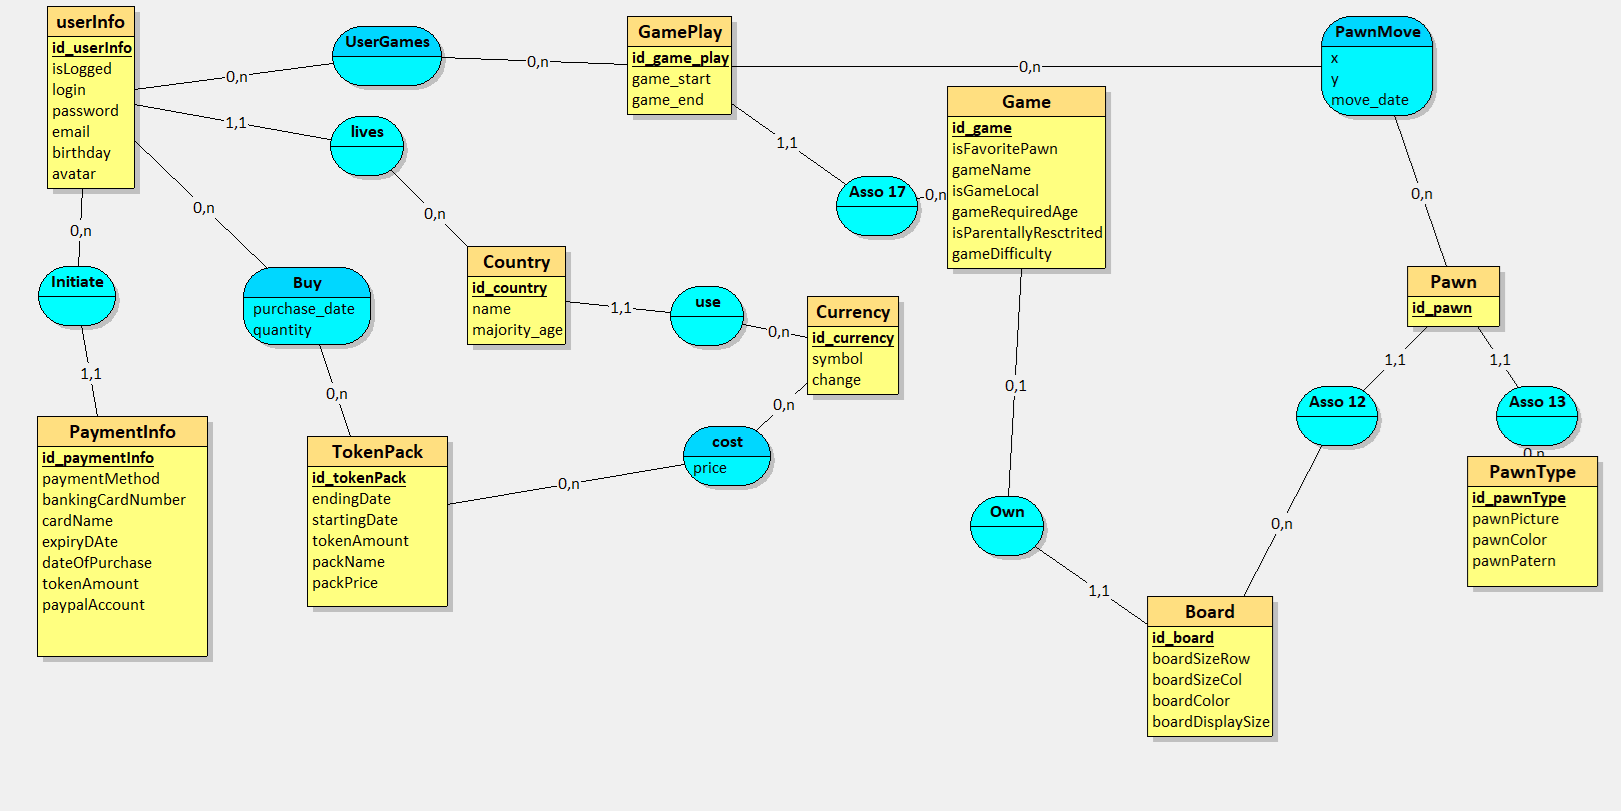 userInfo
id_userInfo
isLogged
login
password
email
birthday
avatar
UserGames
0,n
0,n
GamePlay
id_game_play
game_start
game_end
0,n
PawnMove
x
y
move_date
1,1
lives
0,n
1,1
Asso 17
0,n
Game
id_game
isFavoritePawn
gameName
isGameLocal
gameRequiredAge
isParentallyResctrited
gameDifficulty
0,n
0,n
0,n
Initiate
1,1
Buy
purchase_date
quantity
0,n
Country
id_country
name
majority_age
1,1
use
0,n
Currency
id_currency
symbol
change
0,n
cost
price
0,n
Pawn
id_pawn
1,1
1,1
Asso 12
Asso 13
0,n
0,n
0,1
Own
1,1
PaymentInfo
id_paymentInfo
paymentMethod
bankingCardNumber
cardName
expiryDAte
dateOfPurchase
tokenAmount
paypalAccount
TokenPack
id_tokenPack
endingDate
startingDate
tokenAmount
packName
packPrice
PawnType
id_pawnType
pawnPicture
pawnColor
pawnPatern
Board
id_board
boardSizeRow
boardSizeCol
boardColor
boardDisplaySize